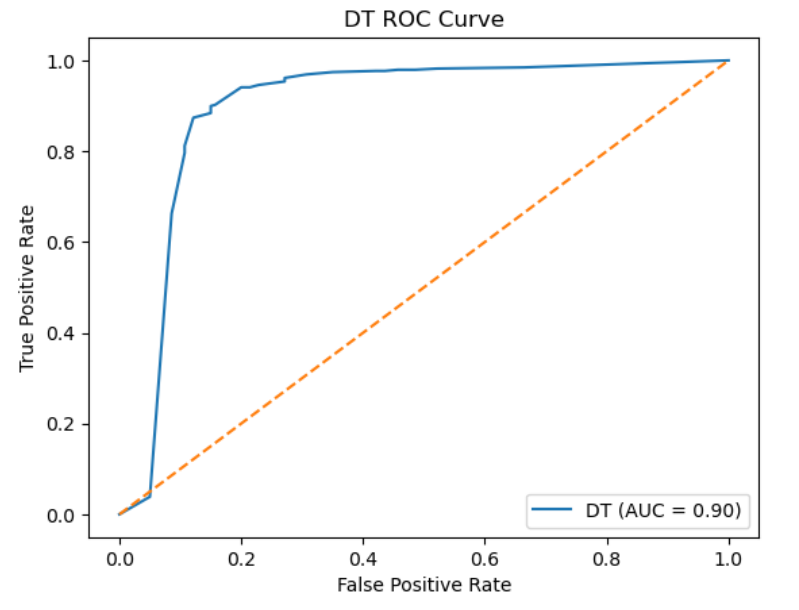 DT ROC Curve
True Positive Rate
1.0
0.8
0.6
0.4
0.2
0.0
DT (AUC = 0.90)
0.0 0.2 0.4 0.6 0.8 1.0
False Positive Rate